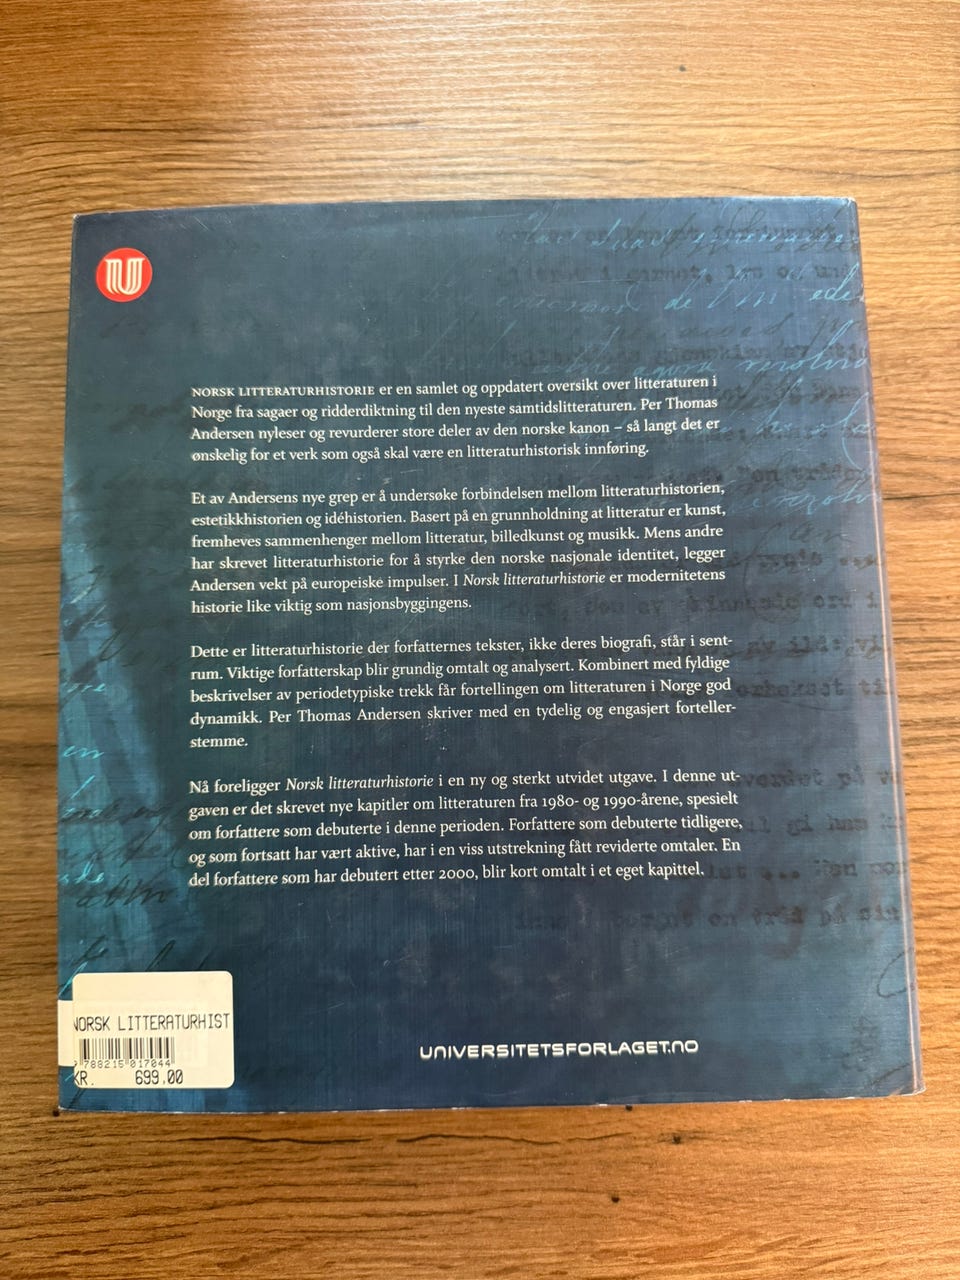 U
NORSK LITTERATURHISTORIE er en samlet og oppdatert oversikt over litteraturen i
Norge fra sagaer og ridderdiktning til den nyeste samtidslitteraturen. Per Thomas
Andersen nyleser og revurderer store deler av den norske kanon – så langt det er
ønskelig for et verk som også skal være en litteraturhistorisk innføring.
Et av Andersens nye grep er å undersøke forbindelsen mellom litteraturhistorien,
estetikkhistorien og idéhistorien. Basert på en grunnholdning at litteratur er kunst,
fremheves sammenhenger mellom litteratur, billedkunst og musikk. Mens andre
har skrevet litteraturhistorie for å styrke den norske nasjonale identitet, legger
Andersen vekt på europeiske impulser. I Norsk litteraturhistorie er modernitetens
historie like viktig som nasjonsbyggingens.
Dette er litteraturhistorie der forfatternes tekster, ikke deres biografi, står i sent-
rum. Viktige forfatterskap blir grundig omtalt og analysert. Kombinert med fyldige
beskrivelser av periodetypiske trekk får fortellingen om litteraturen i Norge god
dynamikk. Per Thomas Andersen skriver med en tydelig og engasjert forteller-
stemme.
Nå foreligger Norsk litteraturhistorie i en ny og sterkt utvidet utgave. I denne ut-
gaven er det skrevet nye kapitler om litteraturen fra 1980- og 1990-årene, spesielt
om forfattere som debuterte i denne perioden. Forfattere som debuterte tidligere,
og som fortsatt har vært aktive, har i en viss utstrekning fått reviderte omtaler. En
del forfattere som har debutert etter 2000, blir kort omtalt i et eget kapittel.
NORSK LITTERATURHIST
9 788215 017044
KR. 699.00
UNIVERSITETSFORLAGET.NO